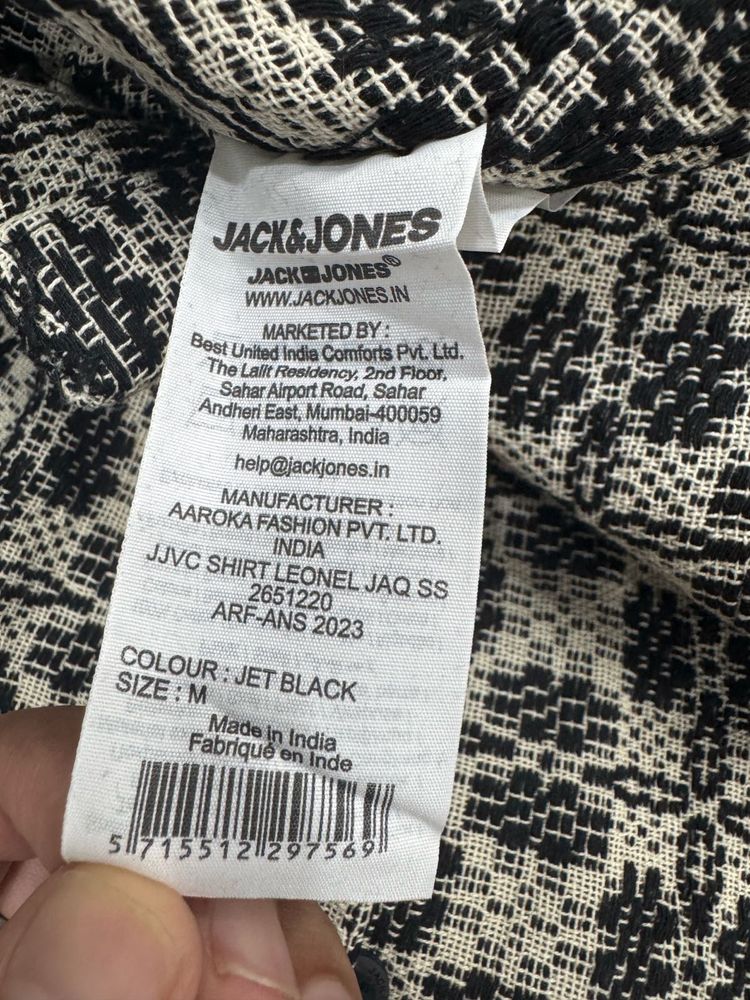 JACK&JONES
JACK JONES®
WWW.JACKJONES.IN
MARKETED BY :
Best United India Comforts Pvt. Ltd.
The Lalit Residency, 2nd Floor,
Sahar Airport Road, Sahar
Andheri East, Mumbai-400059
Maharashtra, India
help@jackjones.in
MANUFACTURER :
AAROKA FASHION PVT. LTD.
INDIA
JJVC SHIRT LEONEL JAQ SS
2651220
ARF-ANS 2023
COLOUR : JET BLACK
SIZE : M
Made in India
Fabriqué en Inde
5 715512 297569